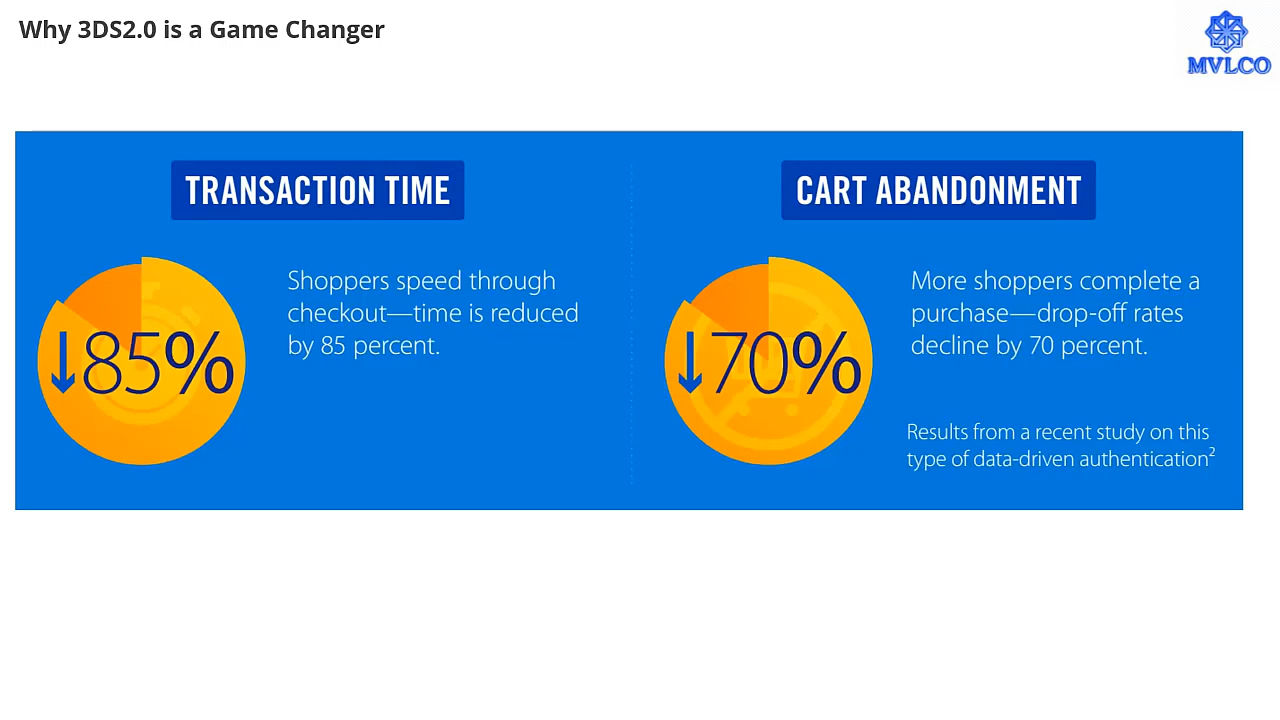 Why 3DS2.0 is a Game Changer
MVLCO
TRANSACTION TIME
↓85%
Shoppers speed through
checkout—time is reduced
by 85 percent.
CART ABANDONMENT
↓70%
More shoppers complete a
purchase—drop-off rates
decline by 70 percent.
Results from a recent study on this
type of data-driven authentication²